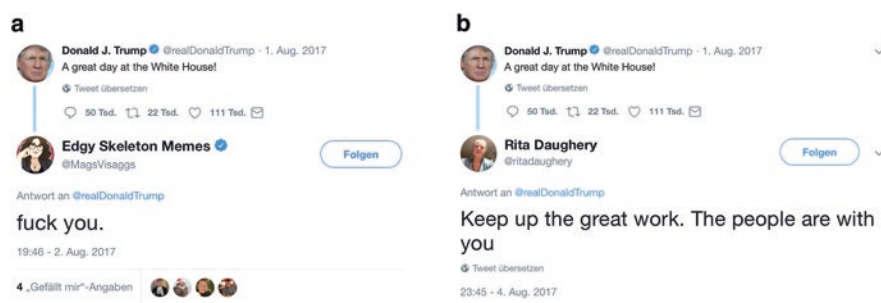 a
Donald J. Trump @realDonaldTrump · 1. Aug. 2017
A great day at the White House!
Tweet übersetzen
50 Tsd. 22 Tsd. 111 Tsd.
Edgy Skeleton Memes
@MagsVisaggs
Folgen
Antwort an @realDonaldTrump
fuck you.
19:46 - 2. Aug. 2017
4 „Gefällt mir“-Angaben
b
Donald J. Trump @realDonaldTrump · 1. Aug. 2017
A great day at the White House!
Tweet übersetzen
50 Tsd. 22 Tsd. 111 Tsd.
Rita Daughery
@ritadaughery
Folgen
Antwort an @realDonaldTrump
Keep up the great work. The people are with
you
Tweet übersetzen
23:45 - 4. Aug. 2017